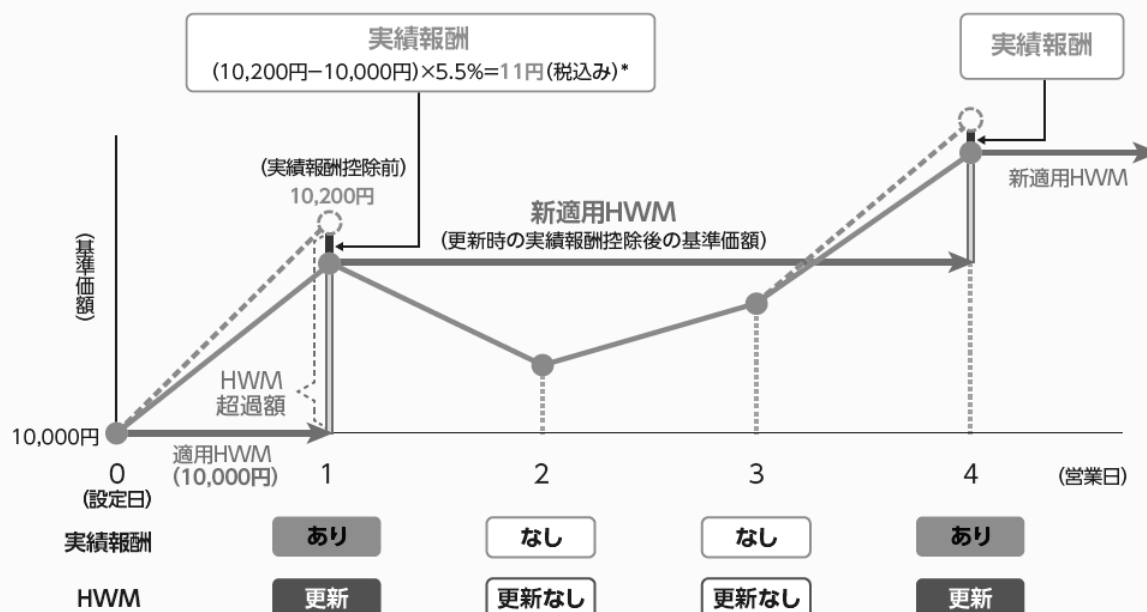 実績報酬
(10,200円−10,000円)×5.5%=11円(税込み)*
実績報酬
(実績報酬控除前)
10,200円
新適用HWM
新適用HWM
(更新時の実績報酬控除後の基準価額)
(基準価額)
HWM
超過額
10,000円
適用HWM
(10,000円)
0 1 2 3 4 (営業日)
(設定日)
実績報酬 あり なし なし あり
HWM 更新 更新なし 更新なし 更新